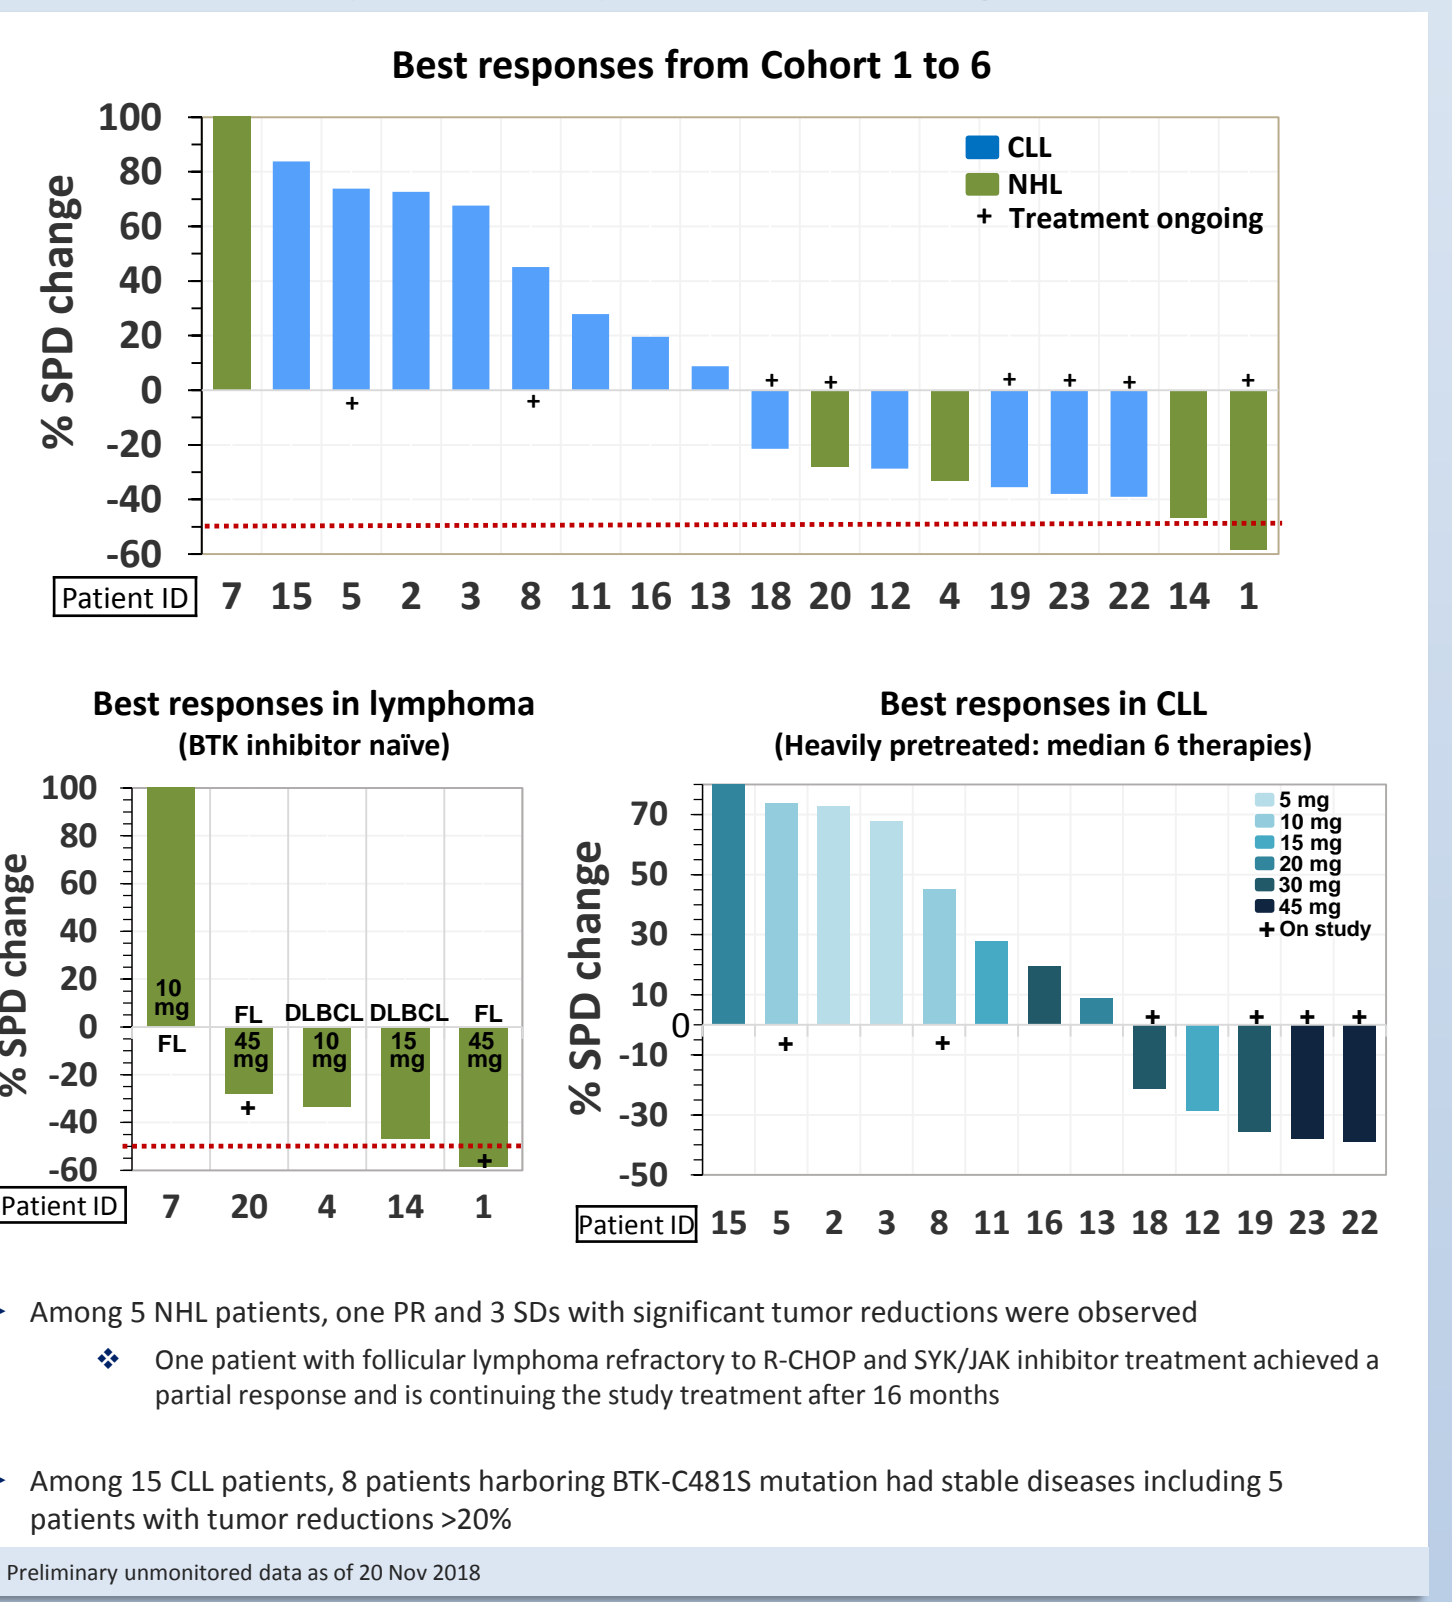 Best responses from Cohort 1 to 6
100
80
60
40
20
0
-20
-40
-60
% SPD change
CLL
NHL
+ Treatment ongoing
+ + + + + +
+ +
Patient ID 7 15 5 2 3 8 11 16 13 18 20 12 4 19 23 22 14 1
Best responses in lymphoma
(BTK inhibitor naïve)
100
80
60
40
20
0
-20
-40
-60
% SPD change
10
mg
FL
FL DLBCL DLBCL FL
45 10 15 45
mg mg mg mg
+
+
Patient ID 7 20 4 14 1
Best responses in CLL
(Heavily pretreated: median 6 therapies)
70
50
30
10
0
-10
-30
-50
% SPD change
5 mg
10 mg
15 mg
20 mg
30 mg
45 mg
+ On study
+ + + +
+ +
Patient ID 15 5 2 3 8 11 16 13 18 12 19 23 22
Among 5 NHL patients, one PR and 3 SDs with significant tumor reductions were observed
❖ One patient with follicular lymphoma refractory to R-CHOP and SYK/JAK inhibitor treatment achieved a
partial response and is continuing the study treatment after 16 months
Among 15 CLL patients, 8 patients harboring BTK-C481S mutation had stable diseases including 5
patients with tumor reductions >20%
Preliminary unmonitored data as of 20 Nov 2018